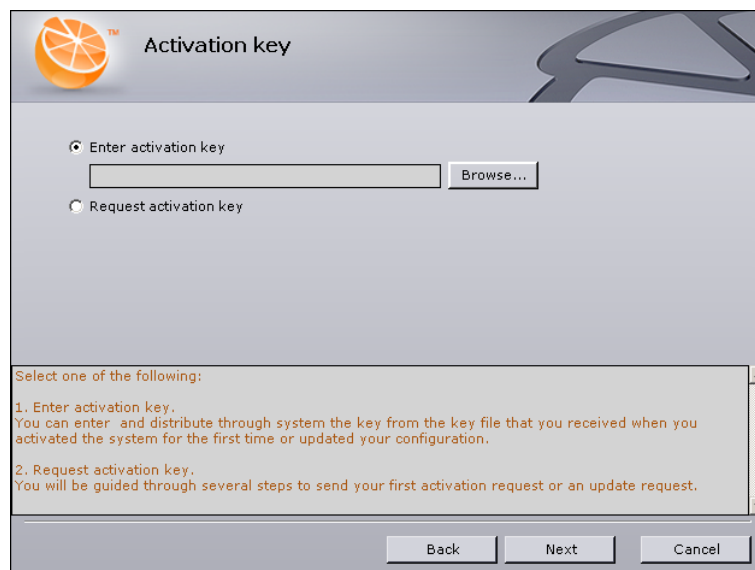 TM
Activation key
Enter activation key
Browse...
Request activation key
Select one of the following:
1. Enter activation key.
You can enter and distribute through system the key from the key file that you received when you
activated the system for the first time or updated your configuration.
2. Request activation key.
You will be guided through several steps to send your first activation request or an update request.
Back
Next
Cancel